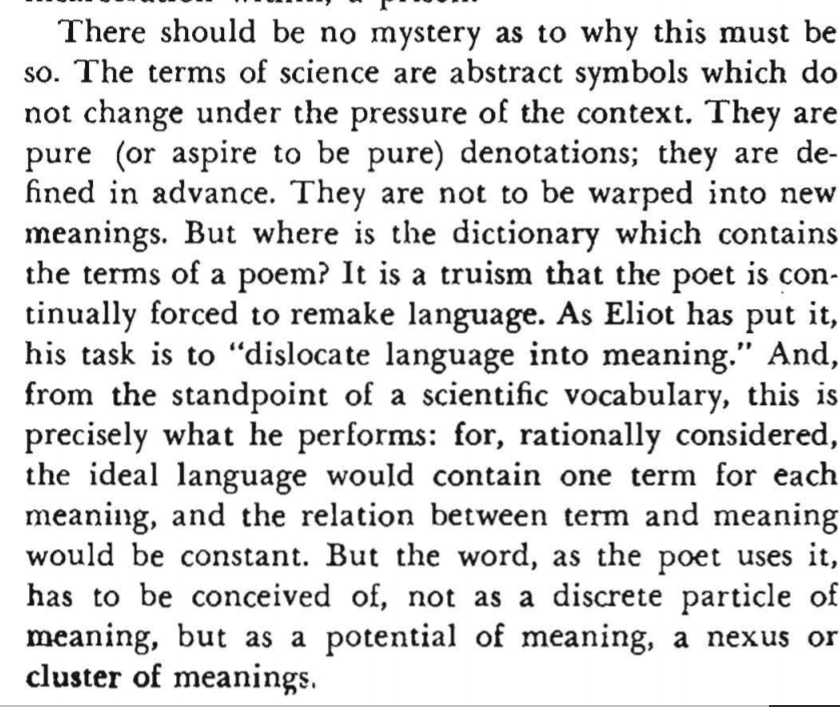 There should be no mystery as to why this must be
so. The terms of science are abstract symbols which do
not change under the pressure of the context. They are
pure (or aspire to be pure) denotations; they are de-
fined in advance. They are not to be warped into new
meanings. But where is the dictionary which contains
the terms of a poem? It is a truism that the poet is con-
tinually forced to remake language. As Eliot has put it,
his task is to "dislocate language into meaning." And,
from the standpoint of a scientific vocabulary, this is
precisely what he performs: for, rationally considered,
the ideal language would contain one term for each
meaning, and the relation between term and meaning
would be constant. But the word, as the poet uses it,
has to be conceived of, not as a discrete particle of
meaning, but as a potential of meaning, a nexus or
cluster of meanings.